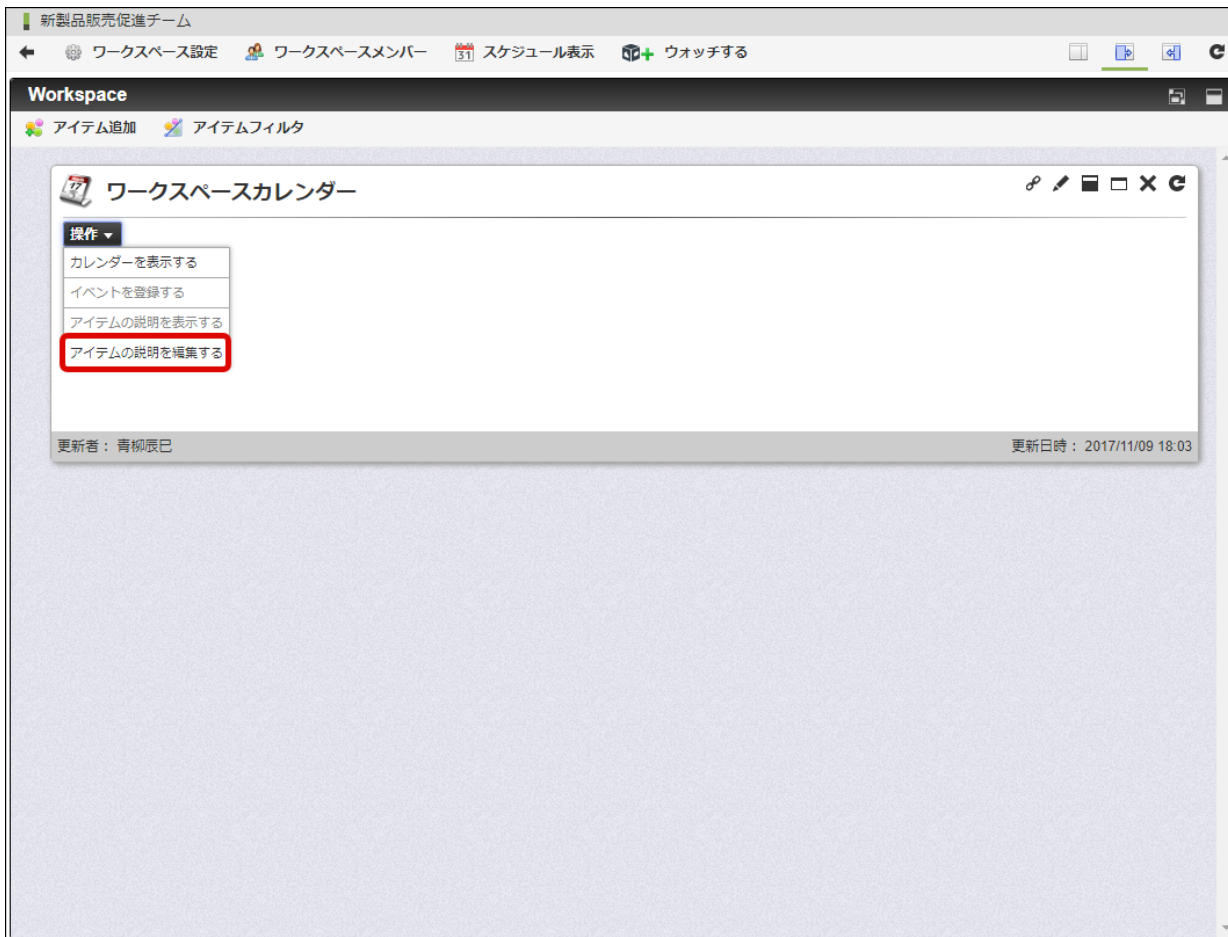 新製品販売促進チーム
ワークスペース設定 ワークスペースメンバー 31 スケジュール表示 ウォッチする
Workspace
アイテム追加 アイテムフィルタ
17 ワークスペースカレンダー
操作
カレンダーを表示する
イベントを登録する
アイテムの説明を表示する
アイテムの説明を編集する
更新者： 青柳辰巳 更新日時： 2017/11/09 18:03